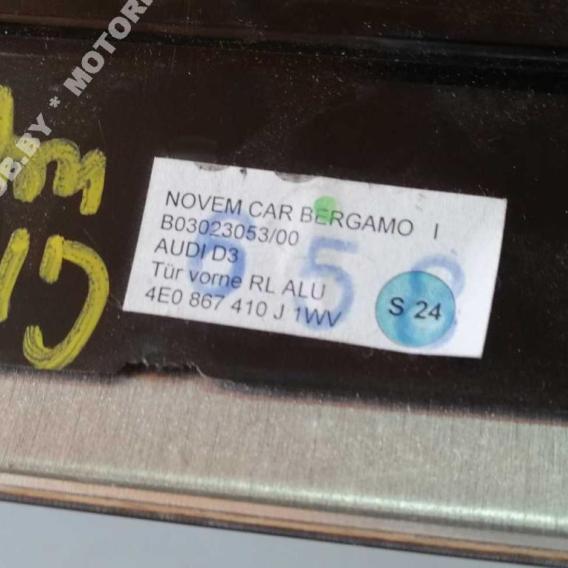 NOVEM CAR BERGAMO I
B03023053/00
AUDI D3
Tür vorne RL ALU
4E0 867 410 J 1WV
S 24